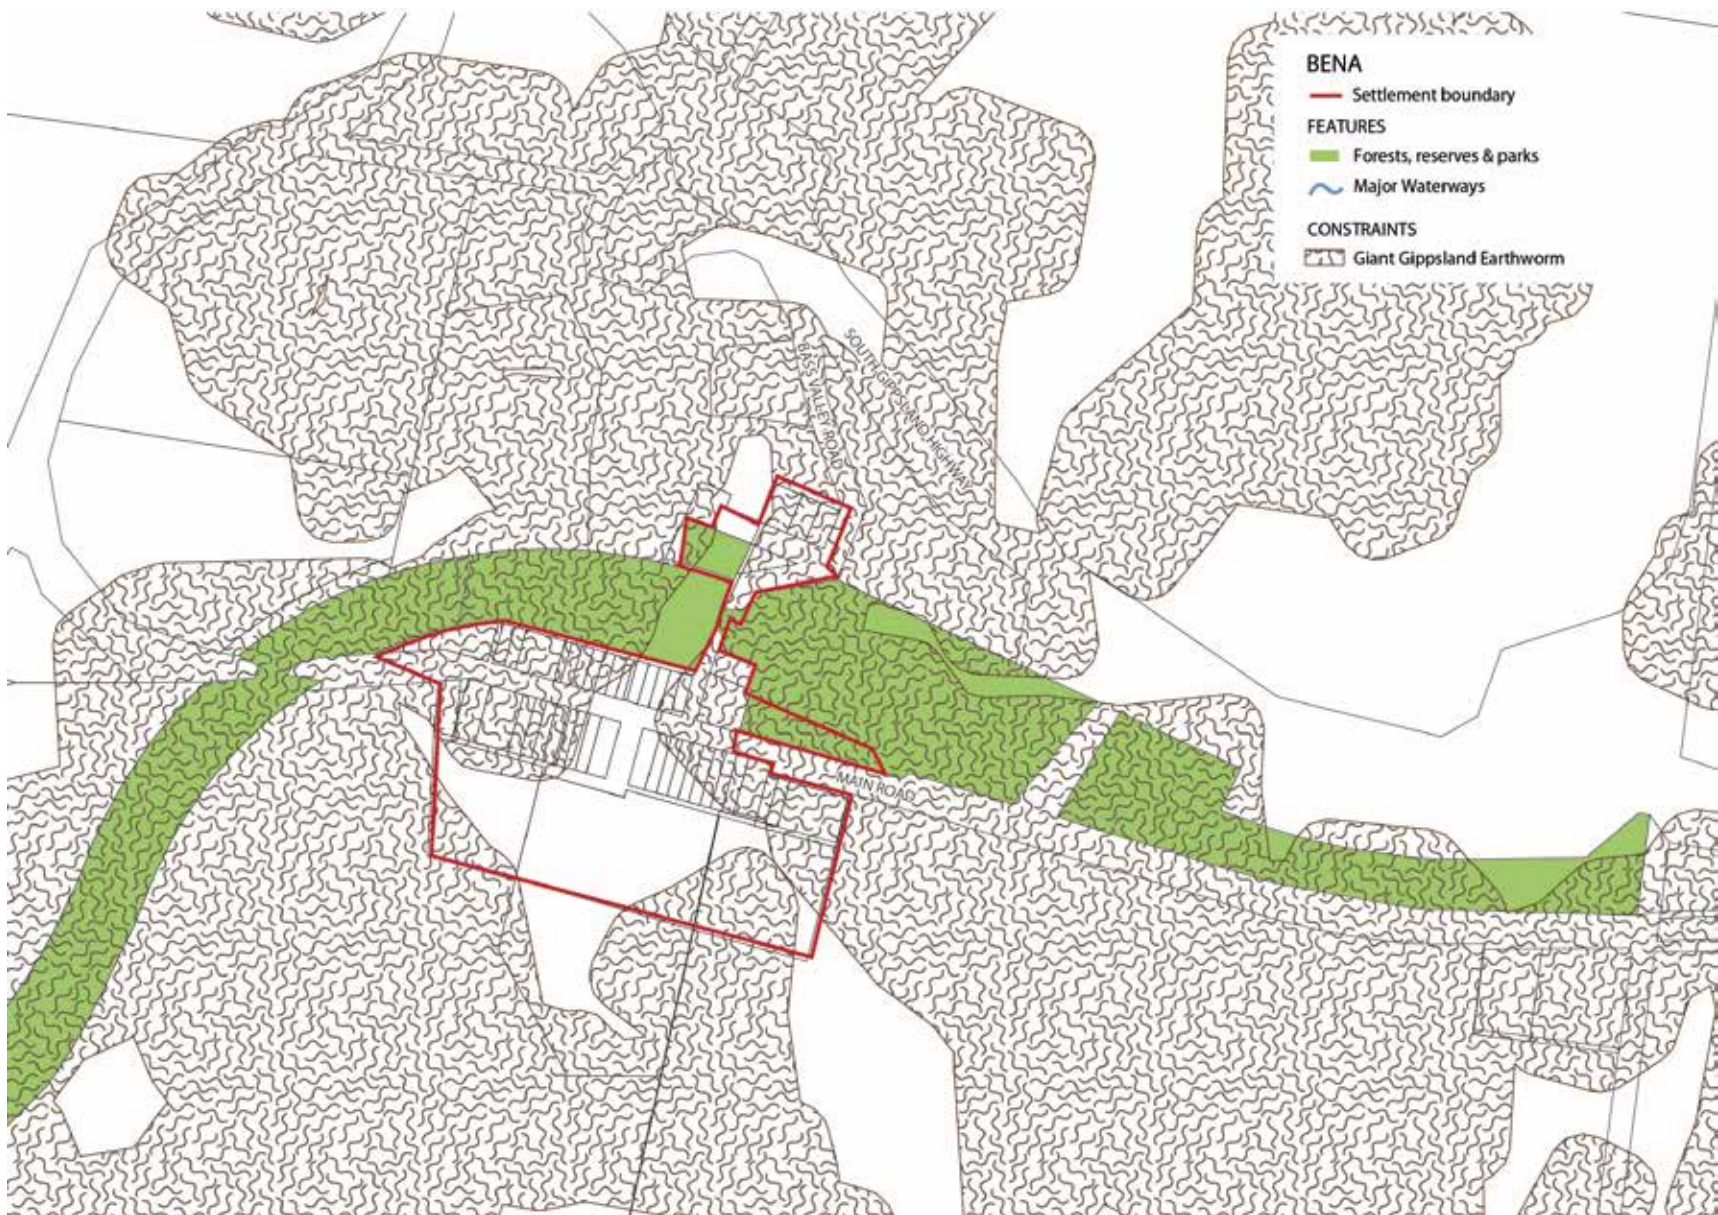 BENA
Settlement boundary
FEATURES
Forests, reserves & parks
Major Waterways
CONSTRAINTS
Giant Gippsland Earthworm
SOUTH GIPPSLAND HIGHWAY
BASS VALLEY ROAD
MAIN ROAD